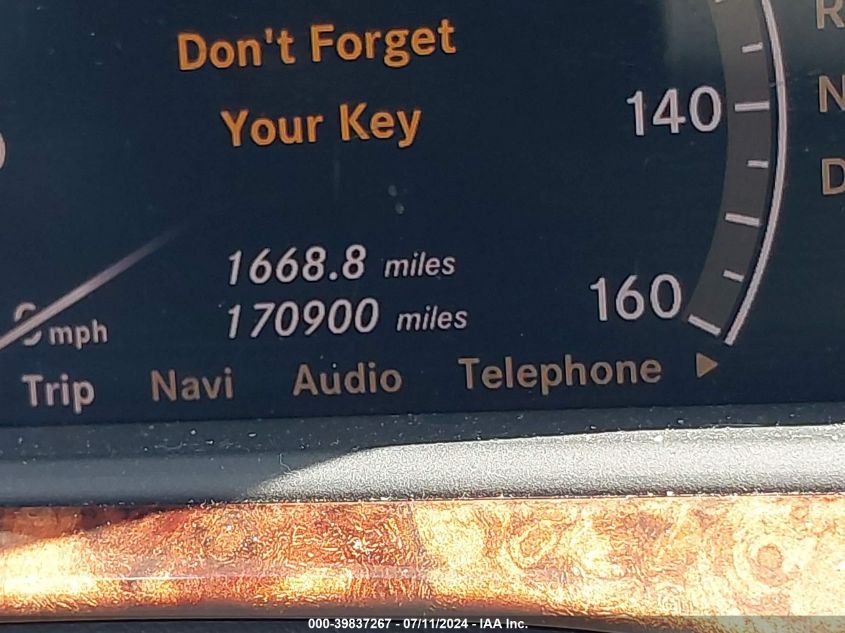 Don't Forget
Your Key
140
160
1668.8 miles
170900 miles
mph
Trip Navi Audio Telephone
R
N
D
000-39837267 - 07/11/2024 - IAA Inc.